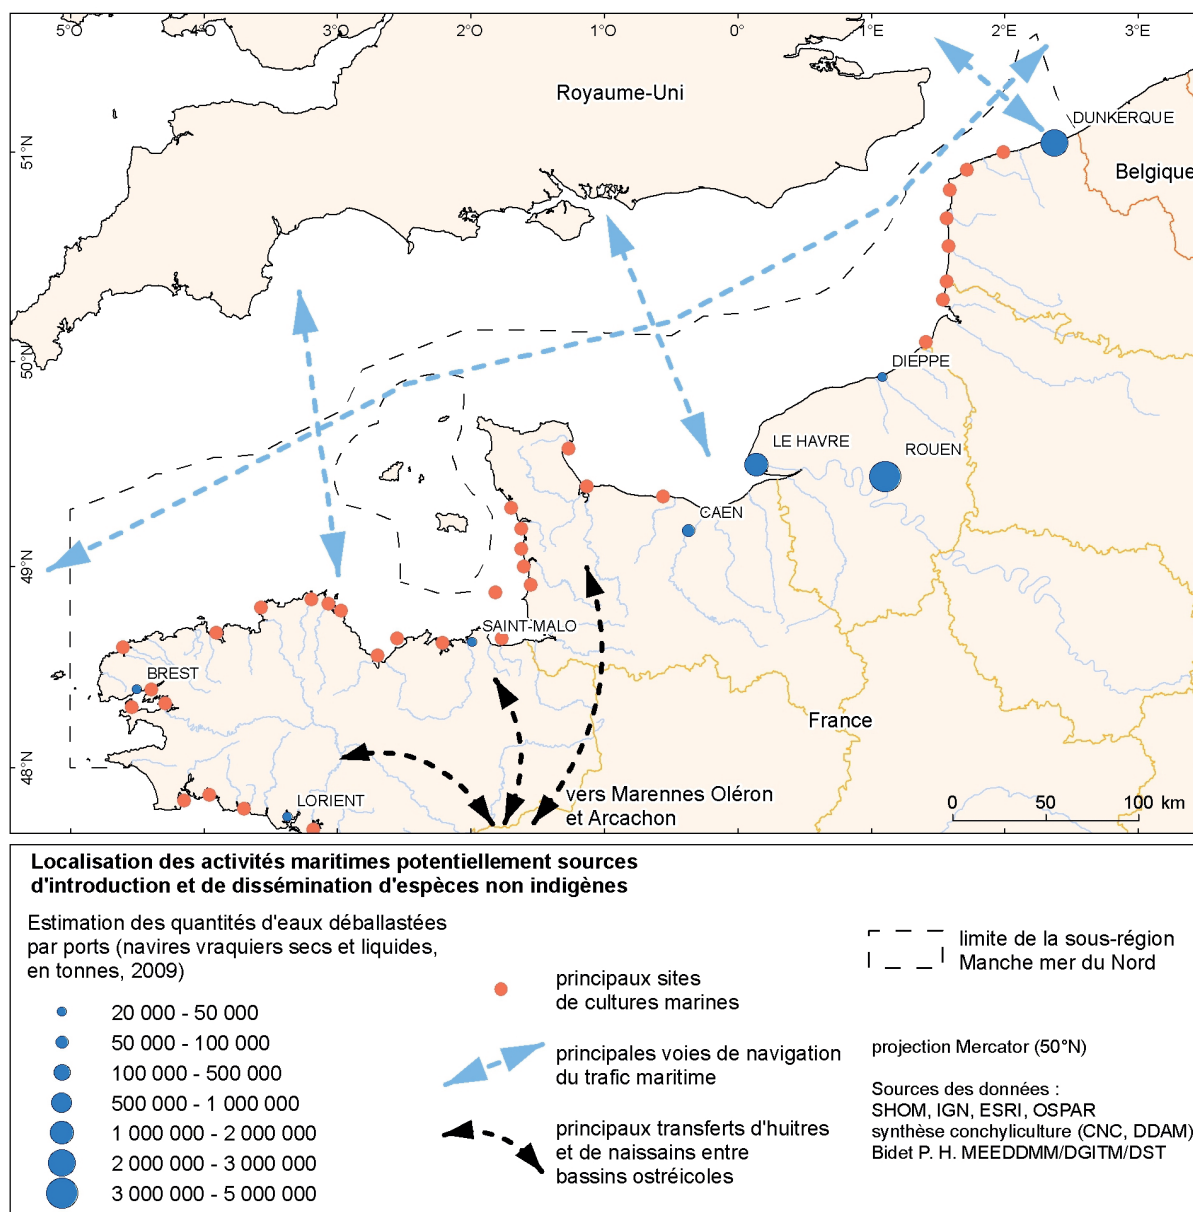 5°O 4°O 3°O 2°O 1°O 0° 1°E 2°E 3°E
Royaume-Uni
DUNKERQUE
51°N
Belgique
50°N
DIEPPE
LE HAVRE
ROUEN
CAEN
49°N
SAINT-MALO
BREST
France
48°N
LORIENT
vers Marennes Oléron
et Arcachon
0 50 100 km
Localisation des activités maritimes potentiellement sources
d'introduction et de dissémination d'espèces non indigènes
Estimation des quantités d'eaux déballastées
par ports (navires vraquiers secs et liquides,
en tonnes, 2009)
20 000 - 50 000
50 000 - 100 000
100 000 - 500 000
500 000 - 1 000 000
1 000 000 - 2 000 000
2 000 000 - 3 000 000
3 000 000 - 5 000 000
principaux sites
de cultures marines
principales voies de navigation
du trafic maritime
principaux transferts d'huitres
et de naissains entre
bassins ostréicoles
limite de la sous-région
Manche mer du Nord
projection Mercator (50°N)
Sources des données :
SHOM, IGN, ESRI, OSPAR
synthèse conchyliculture (CNC, DDAM)
Bidet P. H. MEEDDMM/DGITM/DST